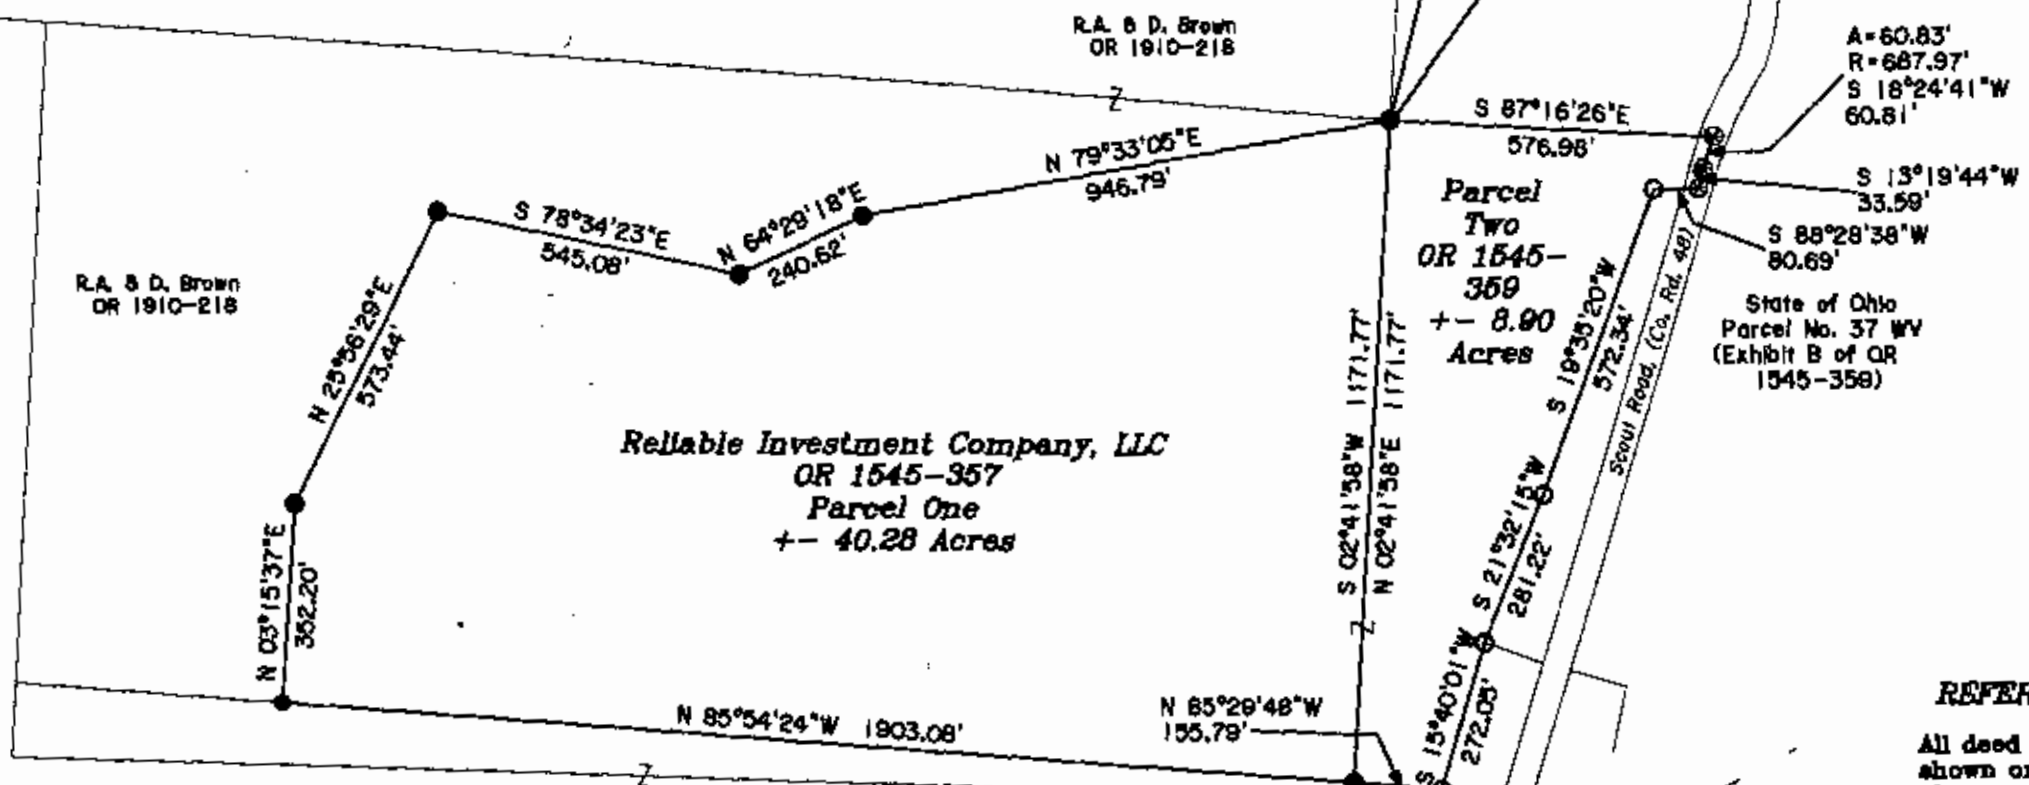 R.A. & D. Brown
OR 1910-218
A=60.83'
R=687.97'
S 18°24'41"W
60.81'
S 87°16'26"E
576.98'
N 79°33'05"E
946.79'
S 13°19'44"W
33.59'
S 88°28'38"W
80.69'
Parcel
Two
OR 1545-
359
+- 8.90
Acres
S 78°34'23"E
545.08'
N 64°29'18"E
240.62'
R.A. & D. Brown
OR 1910-218
N 25°56'29"E
573.44'
State of Ohio
Parcel No. 37 WV
(Exhibit B of OR
1545-359)
S 19°35'20"W
572.34'
Scout Road, (Co. Rd. 48)
S 02°41'58"W 1171.77'
N 02°41'58"E 1171.77'
Reliable Investment Company, LLC
OR 1545-357
Parcel One
+- 40.28 Acres
S 21°32'15"W
281.22'
N 03°15'37"E
352.20'
S 15°40'01"W
272.05'
N 85°54'24"W 1903.08'
N 85°29'48"W
155.79'
REFER
All deed
shown on